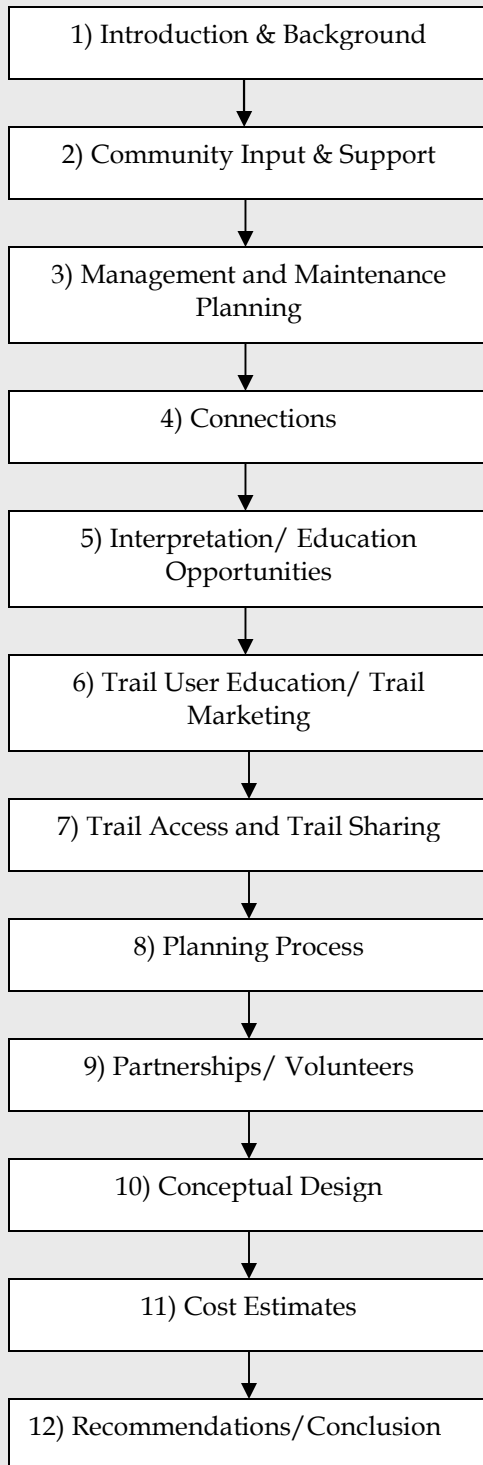 1) Introduction & Background
2) Community Input & Support
3) Management and Maintenance
Planning
4) Connections
5) Interpretation/ Education
Opportunities
6) Trail User Education/ Trail
Marketing
7) Trail Access and Trail Sharing
8) Planning Process
9) Partnerships/ Volunteers
10) Conceptual Design
11) Cost Estimates
12) Recommendations/Conclusion